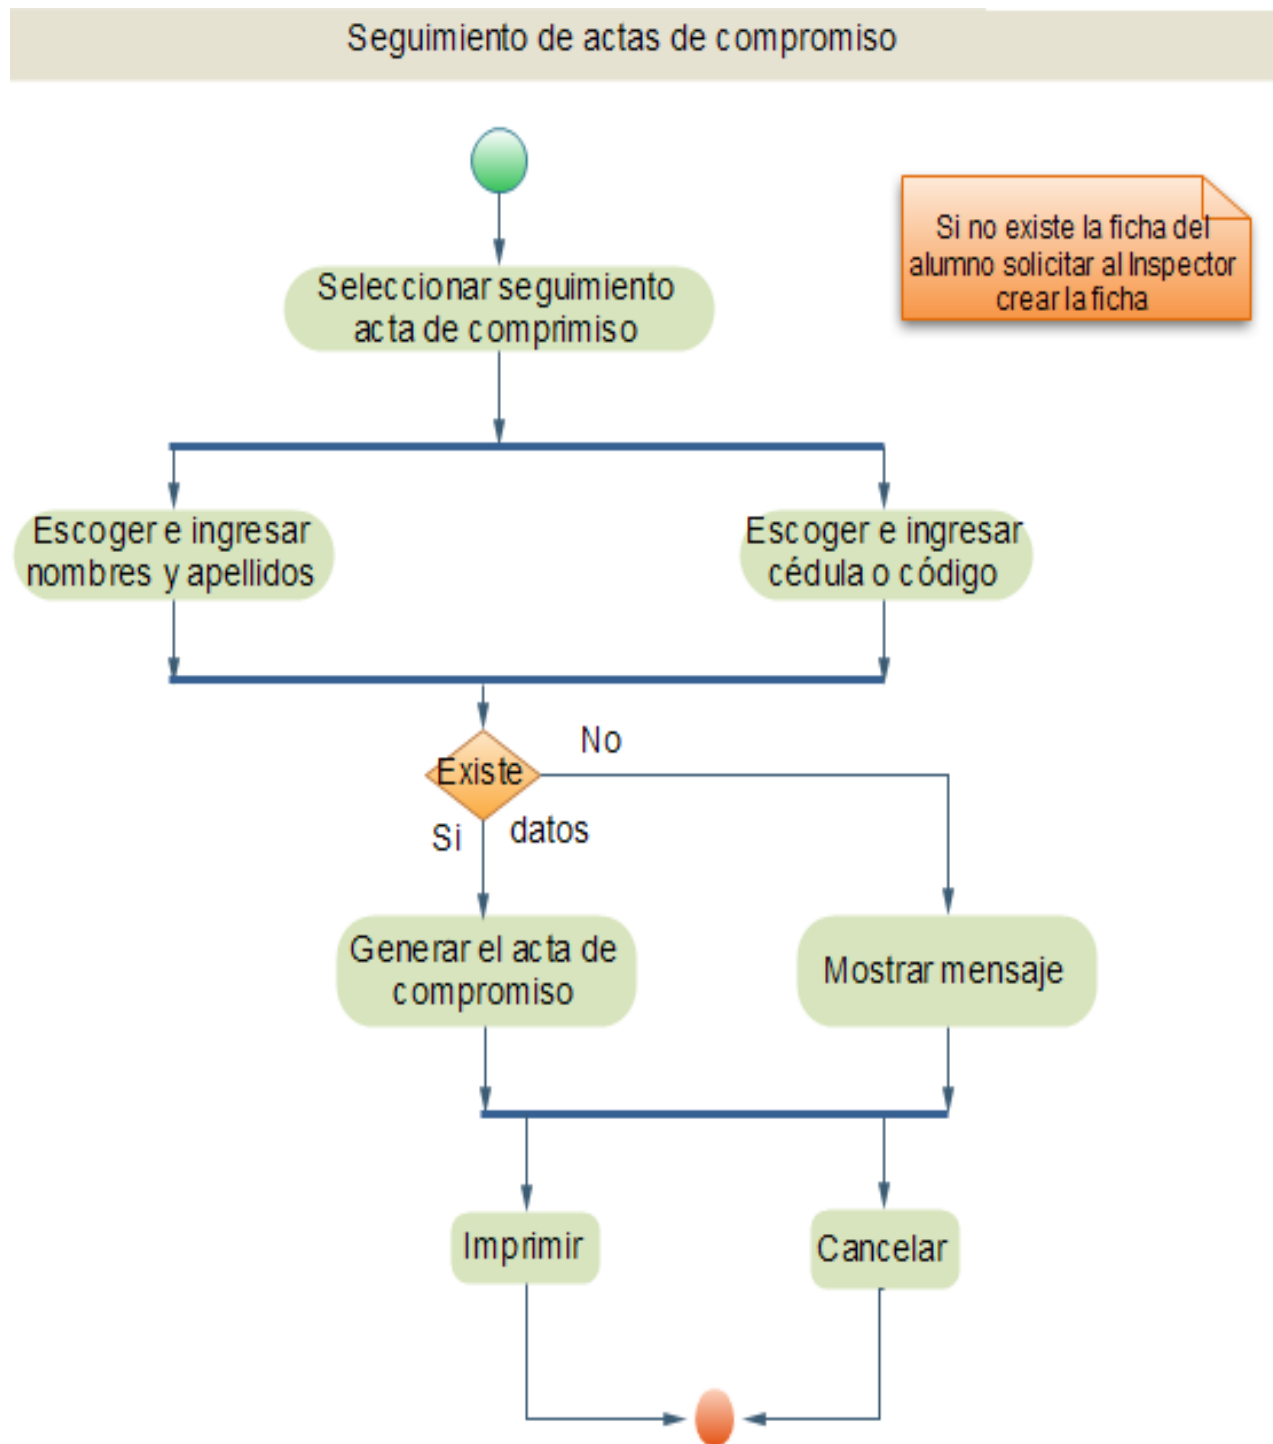 Seguimiento de actas de compromiso
Si no existe la ficha del
alumno solicitar al Inspector
crear la ficha
Seleccionar seguimiento
acta de comprimiso
Escoger e ingresar
nombres y apellidos
Escoger e ingresar
cédula o código
No
Existe
Si
datos
Generar el acta de
compromiso
Mostrar mensaje
Imprimir
Cancelar